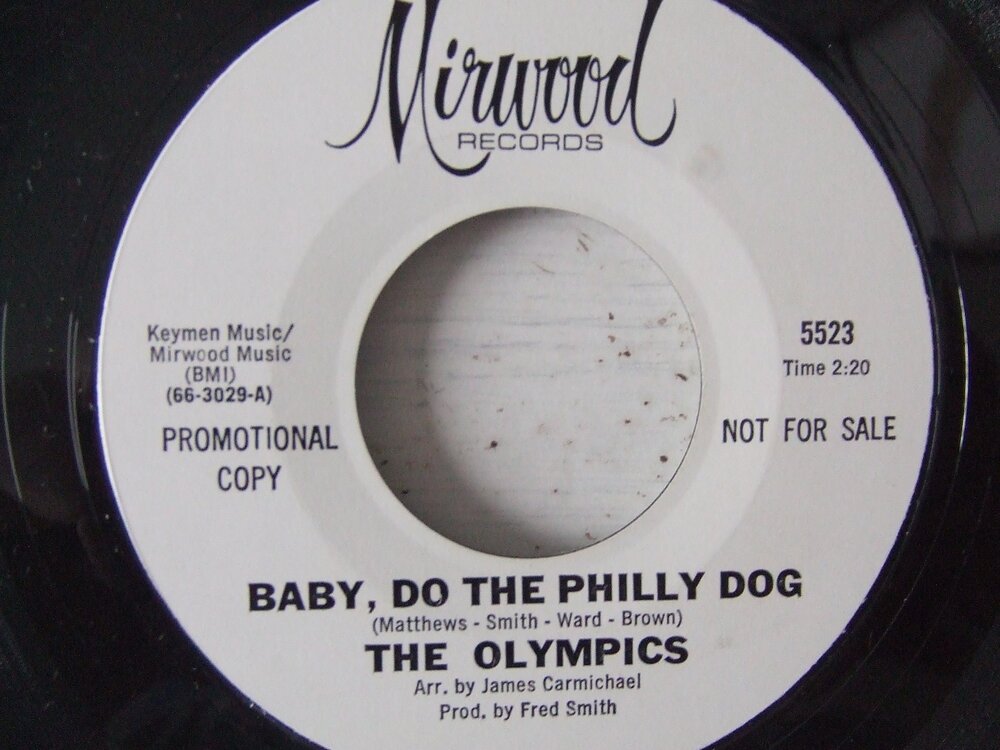 Mirwood
RECORDS
Keymen Music/
Mirwood Music
(BMI)
(66-3029-A)
PROMOTIONAL
COPY
5523
Time 2:20
NOT FOR SALE
BABY, DO THE PHILLY DOG
(Matthews - Smith - Ward - Brown)
THE OLYMPICS
Arr. by James Carmichael
Prod. by Fred Smith